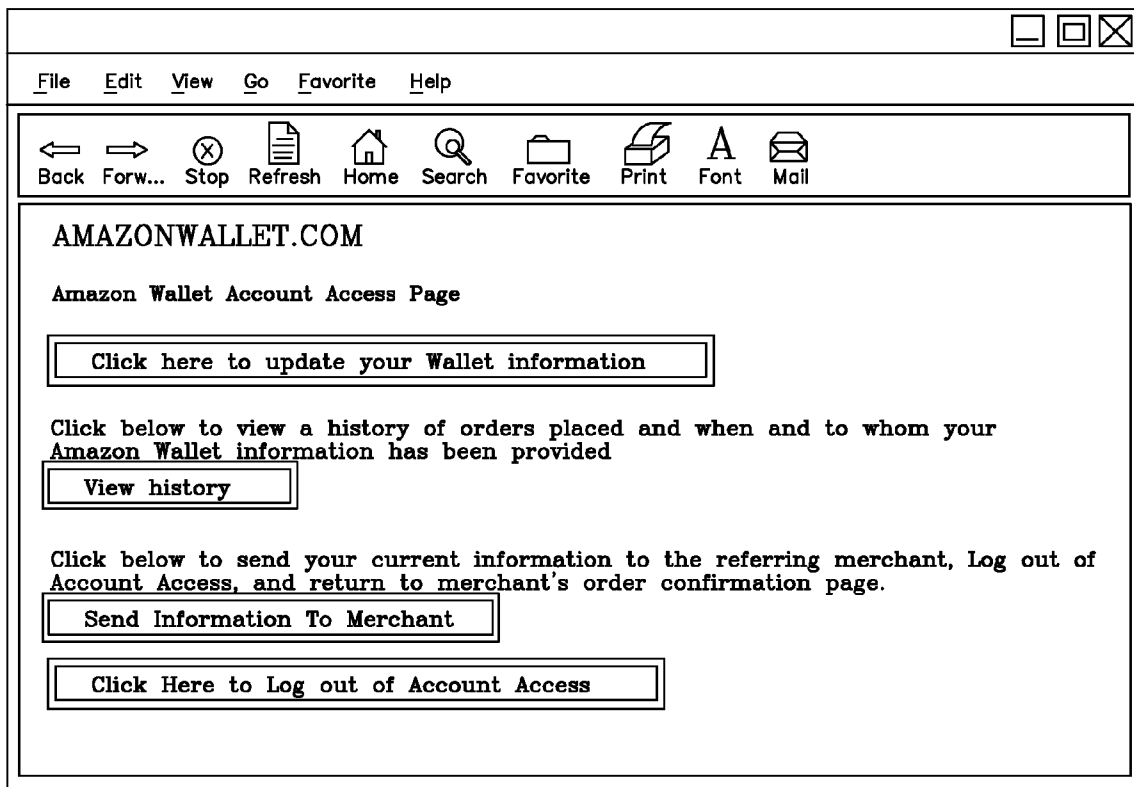 File Edit View Go Favorite Help
Back Forw... Stop Refresh Home Search Favorite Print Font Mail
AMAZONWALLET.COM
Amazon Wallet Account Access Page
Click here to update your Wallet information
Click below to view a history of orders placed and when and to whom your
Amazon Wallet information has been provided
View history
Click below to send your current information to the referring merchant, Log out of
Account Access, and return to merchant's order confirmation page.
Send Information To Merchant
Click Here to Log out of Account Access